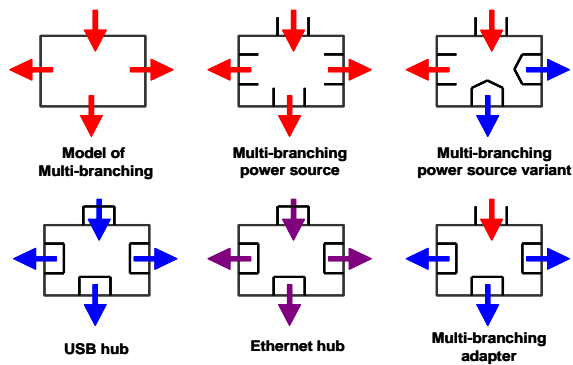 Model of
Multi-branching
Multi-branching
power source
Multi-branching
power source variant
USB hub
Ethernet hub
Multi-branching
adapter